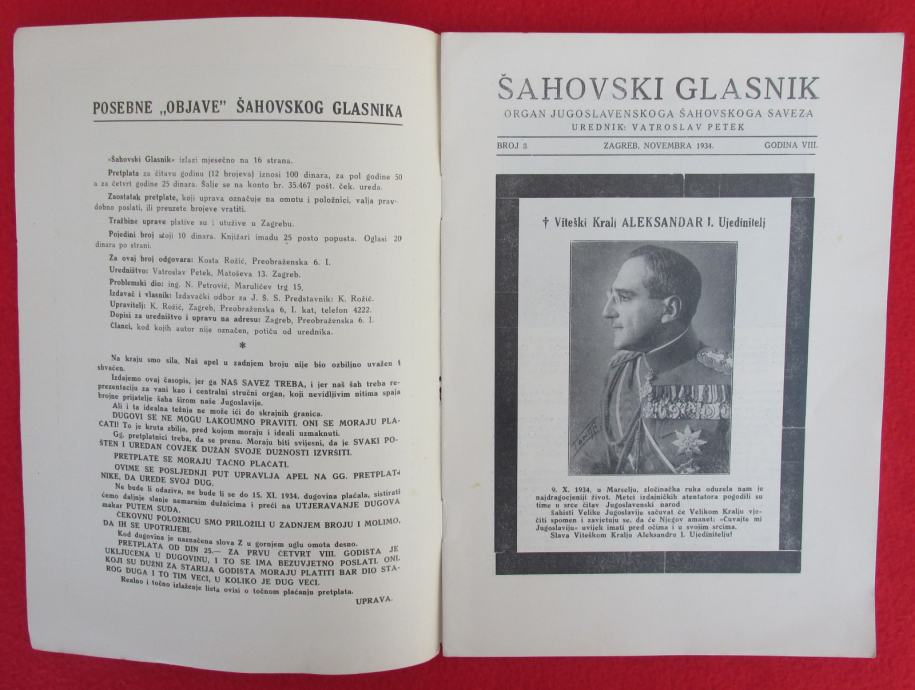 POSEBNE „OBJAVE” ŠAHOVSKOG GLASNIKA
«Šahovski Glasnik» izlazi mjesečno na 16 strana.
Pretplata za čitavu godinu (12 brojeva) iznosi 100 dinara, za pol godine 50
a za četvrt godine 25 dinara. Šalje se na konto br. 35.467 pošt. ček. ureda.
Zaostatak pretplate, koji uprava označuje na omotu i položnici, valja prav-
dobno poslati, ili preuzete brojeve vratiti.
Tražbine uprave plative su i utužive u Zagrebu.
Pojedini broj stoji 10 dinara. Knjižari imadu 25 posto popusta. Oglasi 20
dinara po strani.
Za ovaj broj odgovara: Kosta Rožić, Preobraženska 6. I.
Uredništvo: Vatroslav Petek, Matoševa 13. Zagreb.
Problemski dio: ing. N. Petrović, Marulićev trg 15.
Izdavač i vlasnik: Izdavački odbor za J. Š. S. Predstavnik: K. Rožić.
Upravitelj: K. Rožić, Zagreb, Preobraženska 6, I. kat, telefon 4222.
Dopisi za uredništvo i upravu na adresu: Zagreb, Preobraženska 6. I.
Članci, kod kojih autor nije označen, potiču od urednika.
*
Na kraju smo sila. Naš apel u zadnjem broju nije bio ozbiljno uvažen i
shvaćen.
Izdajemo ovaj časopis, jer ga NAŠ SAVEZ TREBA, i jer naš šah treba re-
prezentaciju za vani kao i centralni stručni organ, koji nevidljivim nitima spaja
brojne prijatelje šaha širom naše Jugoslavije.
Ali i ta idealna težnja ne može ići do skrajnih granica.
DUGOVI SE NE MOGU LAKOUMNO PRAVITI. ONI SE MORAJU PLA-
ĆATI! To je kruta zbilja, pred kojom moraju i ideali uzmaknuti.
Gg. pretplatnici treba, da se prenu. Moraju biti svijesni, da je SVAKI PO-
ŠTEN I UREDAN ČOVJEK DUŽAN SVOJE DUŽNOSTI IZVRŠITI.
PRETPLATE SE MORAJU TAČNO PLAĆATI.
OVIME SE POSLJEDNJI PUT UPRAVLJA APEL NA GG. PRETPLAT-
NIKE, DA UREDE SVOJ DUG.
Ne bude li odaziva, ne bude li se do 15. XI. 1934. dugovina plaćala, sistirati
ćemo daljnje slanje nemarnim dužnicima i preći na UTJERAVANJE DUGOVA
makar PUTEM SUDA.
ČEKOVNU POLOŽNICU SMO PRILOŽILI U ZADNJEM BROJU I MOLIMO,
DA IH SE UPOTRIJEBI.
Kod dugovine je naznačena slova Z u gornjem uglu omota desno.
PRETPLATA OD DIN 25.— ZA PRVU ČETVRT VIII. GODIŠTA JE
UKLJUČENA U DUGOVINU, I TO SE IMA BEZUVJETNO POSLATI. ONI,
KOJI SU DUŽNI ZA STARIJA GODIŠTA MORAJU PLATITI BAR DIO STA-
ROG DUGA I TO TIM VEĆI, U KOLIKO JE DUG VEĆI.
Realno i točno izlaženje lista ovisi o točnom plaćanju pretplata.
UPRAVA.
ŠAHOVSKI GLASNIK
ORGAN JUGOSLAVENSKOGA ŠAHOVSKOGA SAVEZA
UREDNIK: VATROSLAV PETEK
BROJ 3 ZAGREB, NOVEMBRA 1934. GODINA VIII.
† Viteški Kralj ALEKSANDAR I. Ujedinitelj
9. X. 1934, u Marselju, zločinačka ruka oduzela nam je
najdragocjeniji život. Metci izdajničkih atentatora pogodili su
time u srce čitav Jugoslavenski narod
Šahisti Velike Jugoslavije sačuvat će Velikom Kralju vje-
čiti spomen i zavjetuju se, da će Njegov amanet: «Čuvajte mi
Jugoslaviju» uvijek imati pred očima i u svojim srcima.
Slava Viteškom Kralju Aleksandru I. Ujedinitelju!